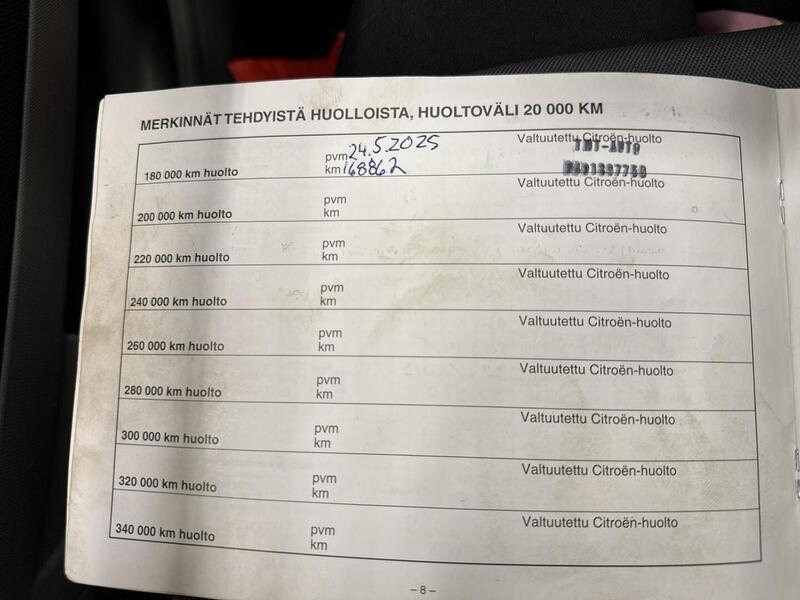 MERKINNÄT TEHDYISTÄ HUOLLOISTA, HUOLTOVÄLI 20 000 KM
180 000 km huolto pvm 24.5.2025 Valtuutettu Citroën-huolto
km 168862 TMT-AUTO
200 000 km huolto pvm Valtuutettu Citroën-huolto
km
220 000 km huolto pvm Valtuutettu Citroën-huolto
km
240 000 km huolto pvm Valtuutettu Citroën-huolto
km
260 000 km huolto pvm Valtuutettu Citroën-huolto
km
280 000 km huolto pvm Valtuutettu Citroën-huolto
km
300 000 km huolto pvm Valtuutettu Citroën-huolto
km
320 000 km huolto pvm Valtuutettu Citroën-huolto
km
340 000 km huolto pvm Valtuutettu Citroën-huolto
km
– 8 –